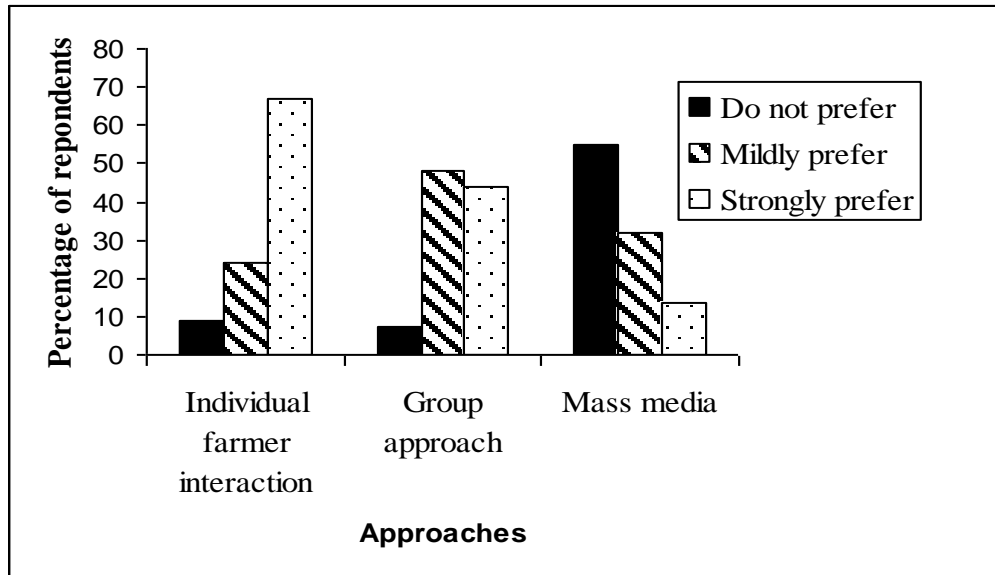 Percentage of repondents
80
70
60
50
40
30
20
10
0
Do not prefer
Mildly prefer
Strongly prefer
Individual
farmer
interaction
Group
approach
Mass media
Approaches